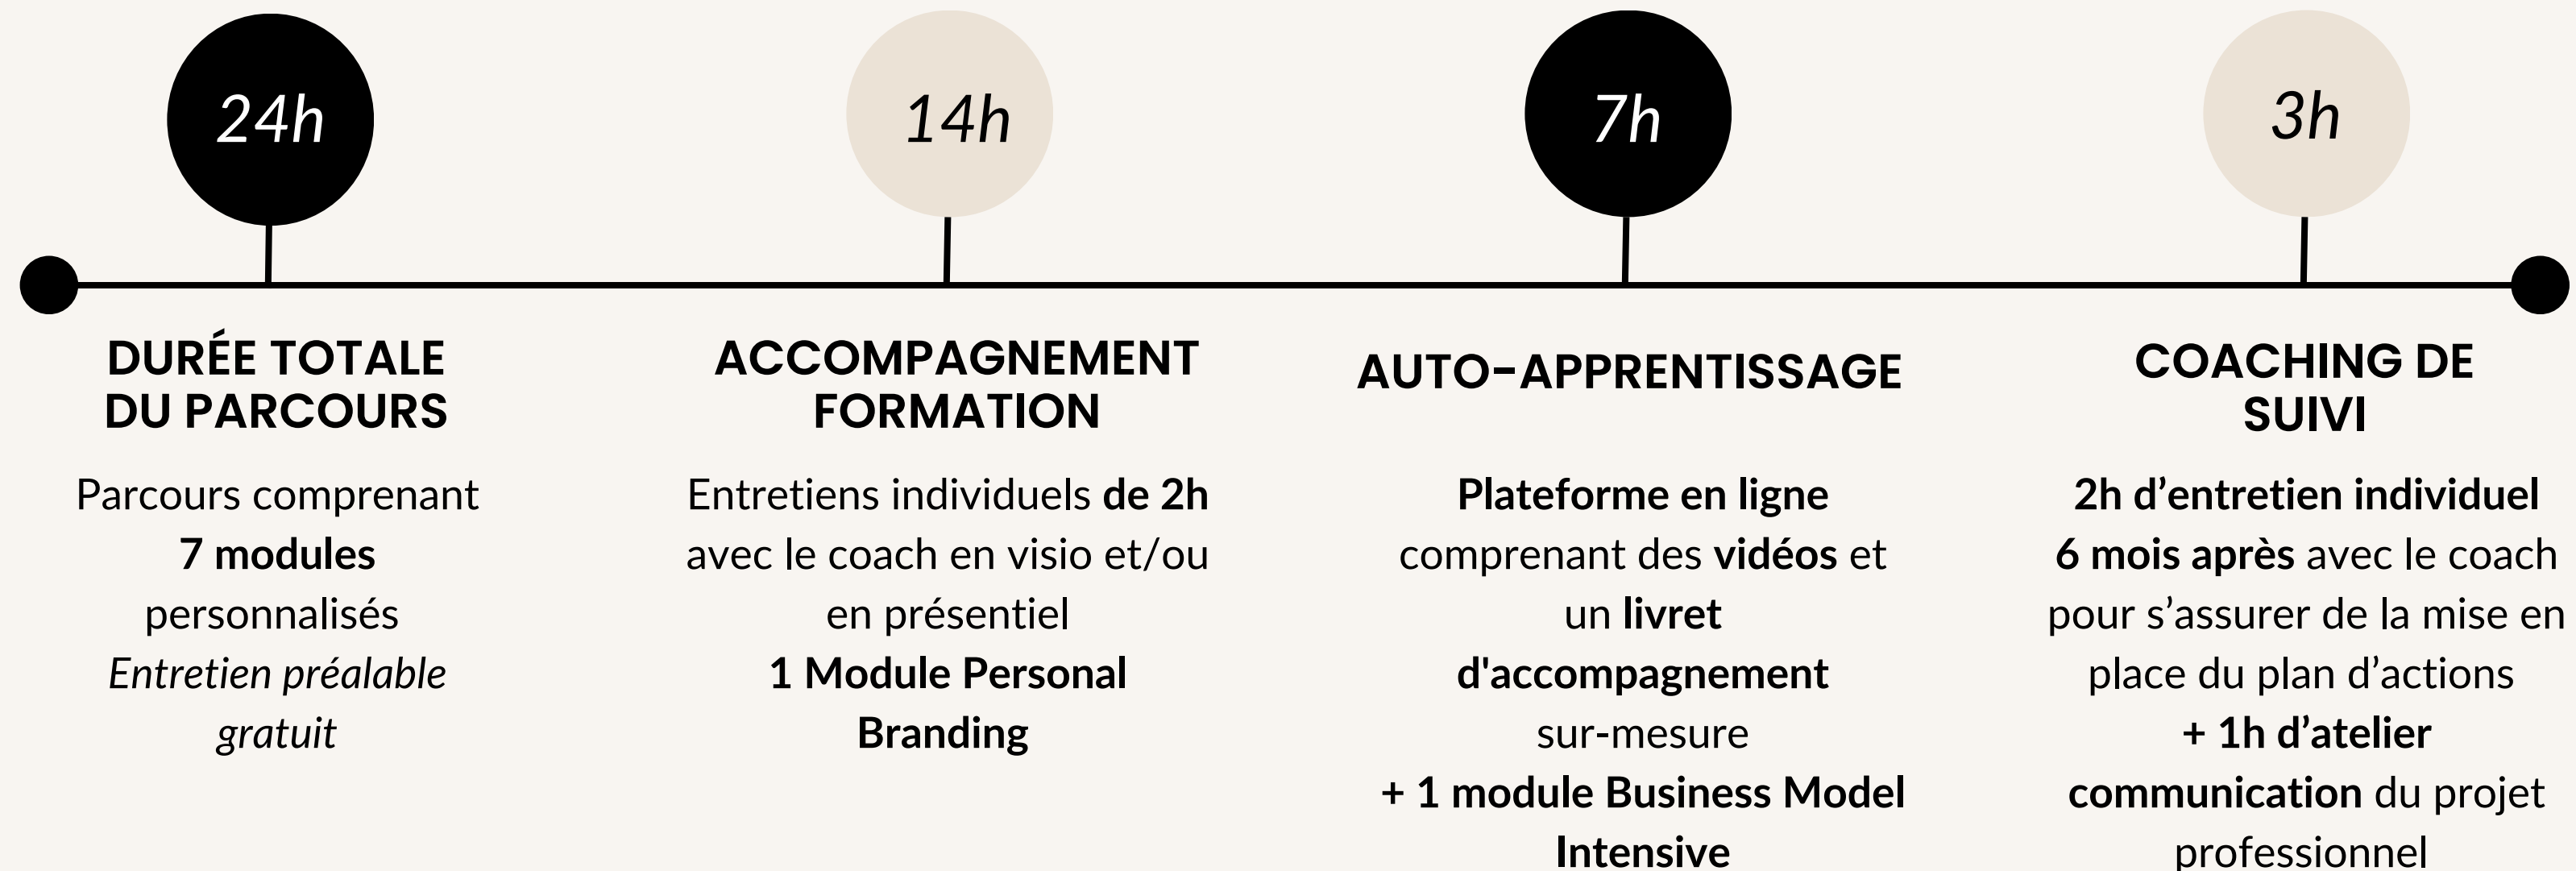 24h
DURÉE TOTALE
DU PARCOURS
Parcours comprenant
7 modules
personnalisés
Entretien préalable
gratuit
14h
ACCOMPAGNEMENT
FORMATION
Entretiens individuels de 2h
avec le coach en visio et/ou
en présentiel
1 Module Personal
Branding
7h
AUTO-APPRENTISSAGE
Plateforme en ligne
comprenant des vidéos et
un livret
d'accompagnement
sur-mesure
+ 1 module Business Model
Intensive
3h
COACHING DE
SUIVI
2h d’entretien individuel
6 mois après avec le coach
pour s’assurer de la mise en
place du plan d’actions
+ 1h d’atelier
communication du projet
professionnel